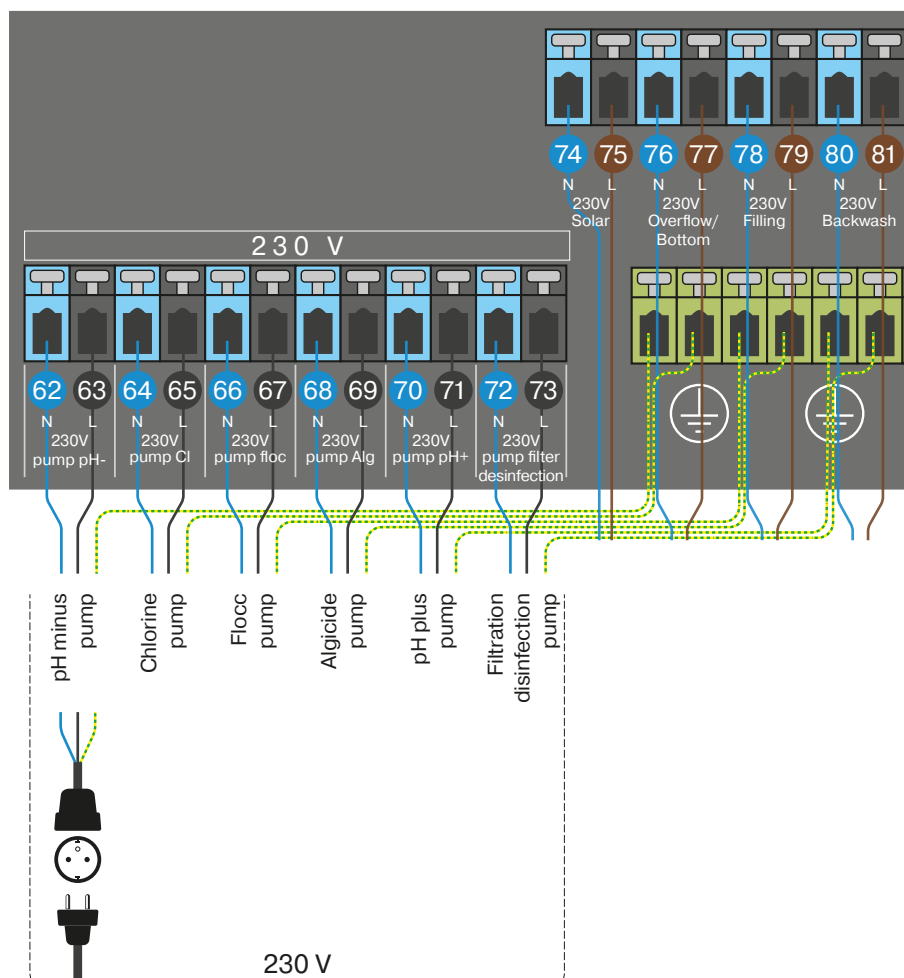 74 75 76 77 78 79 80 81
N L N L N L N L
230V 230V 230V 230V
Solar Overflow/ Filling Backwash
Bottom
230 V
62 63 64 65 66 67 68 69 70 71 72 73
N L N L N L N L N L N L
230V 230V 230V 230V 230V 230V
pump pH- pump Cl pump floc pump Alg pump pH+ pump filter
desinfection
pH minus
pump
Chlorine
pump
Flocc
pump
Algicide
pump
pH plus
pump
Filtration
disinfection
pump
230 V